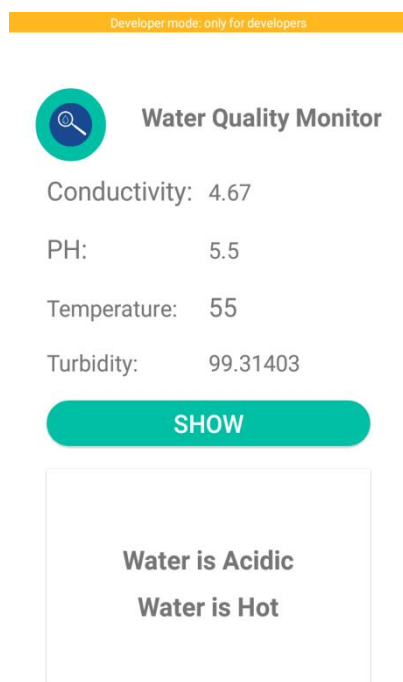 Developer mode: only for developers
Water Quality Monitor
Conductivity: 4.67
PH: 5.5
Temperature: 55
Turbidity: 99.31403
SHOW
Water is Acidic
Water is Hot